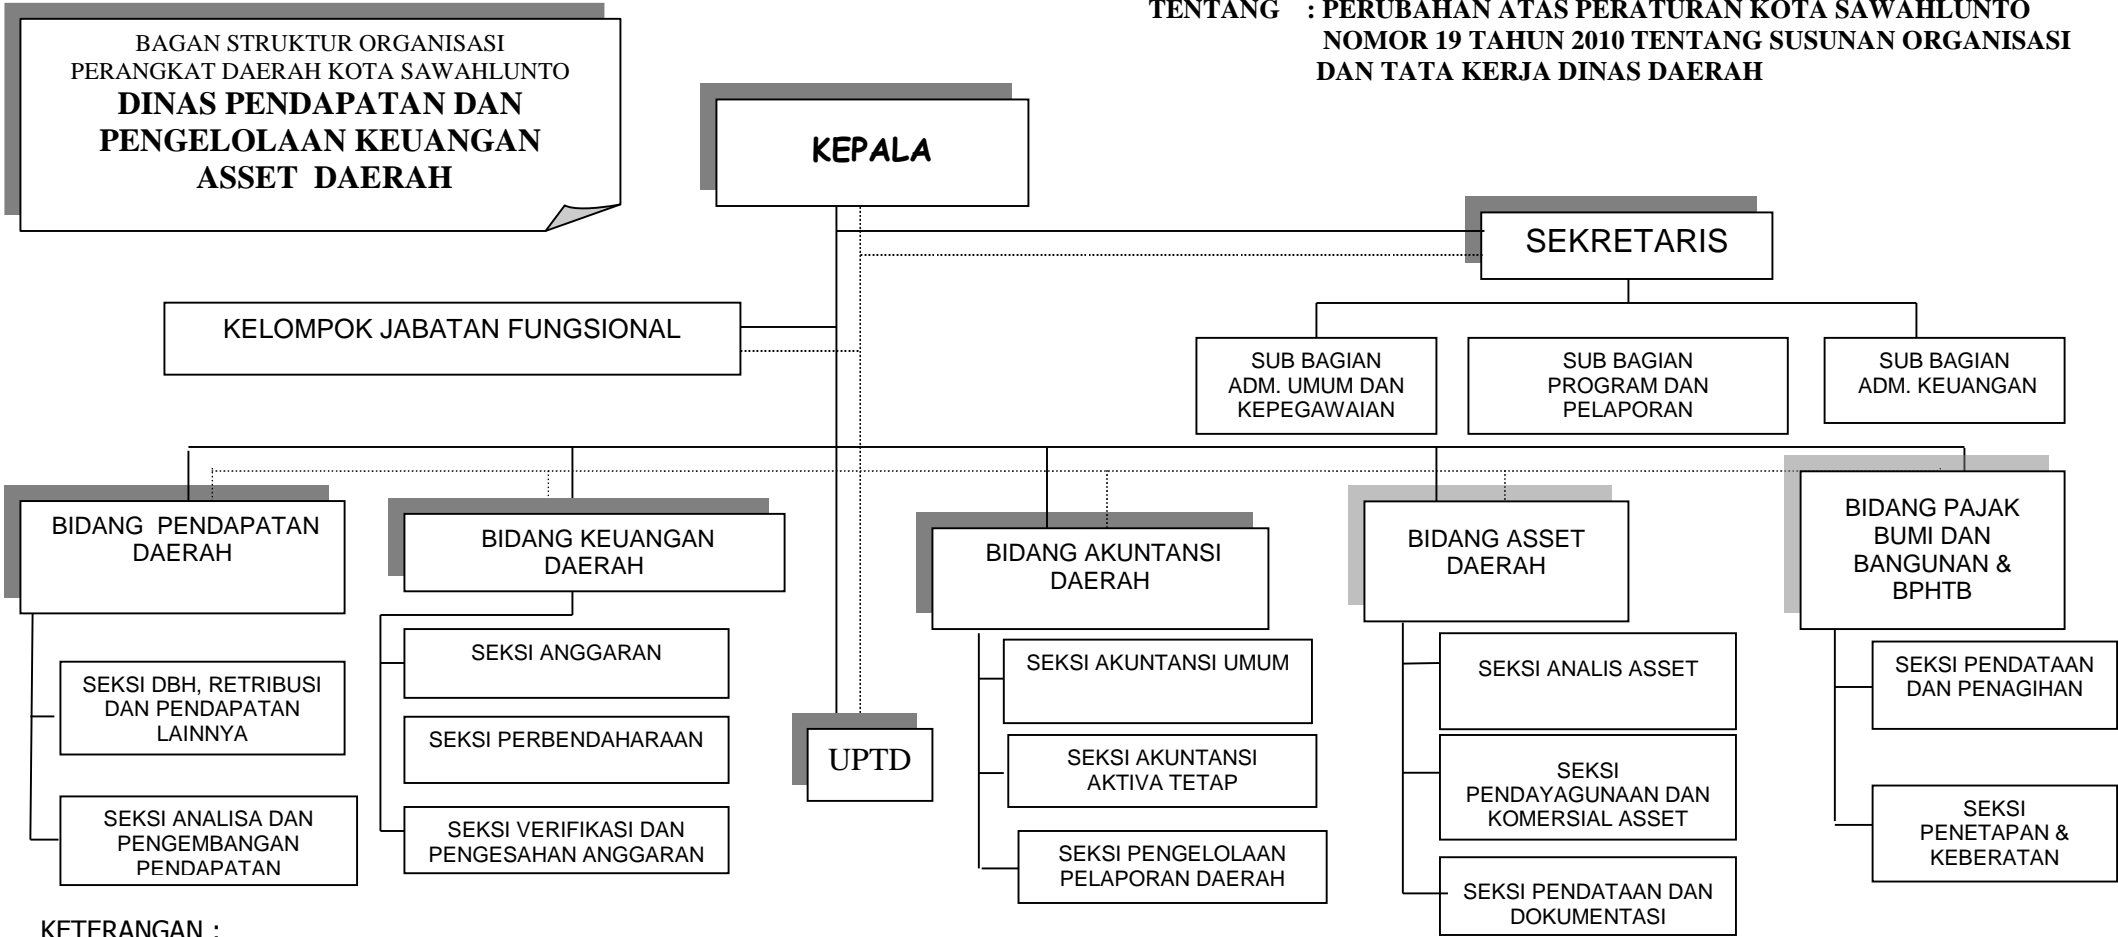 TENTANG : PERUBAHAN ATAS PERATURAN KOTA SAWAHLUNTO
NOMOR 19 TAHUN 2010 TENTANG SUSUNAN ORGANISASI
DAN TATA KERJA DINAS DAERAH
BAGAN STRUKTUR ORGANISASI
PERANGKAT DAERAH KOTA SAWAHLUNTO
DINAS PENDAPATAN DAN
PENGELOLAAN KEUANGAN
ASSET DAERAH
KEPALA
SEKRETARIS
KELOMPOK JABATAN FUNGSIONAL
SUB BAGIAN
ADM. UMUM DAN
KEPEGAWAIAN
SUB BAGIAN
PROGRAM DAN
PELAPORAN
SUB BAGIAN
ADM. KEUANGAN
BIDANG PENDAPATAN
DAERAH
SEKSI DBH, RETRIBUSI
DAN PENDAPATAN
LAINNYA
SEKSI ANALISA DAN
PENGEMBANGAN
PENDAPATAN
BIDANG KEUANGAN
DAERAH
SEKSI ANGGARAN
SEKSI PERBENDAHARAAN
SEKSI VERIFIKASI DAN
PENGESAHAN ANGGARAN
UPTD
BIDANG AKUNTANSI
DAERAH
SEKSI AKUNTANSI UMUM
SEKSI AKUNTANSI
AKTIVA TETAP
SEKSI PENGELOLAAN
PELAPORAN DAERAH
BIDANG ASSET
DAERAH
SEKSI ANALIS ASSET
SEKSI
PENDAYAGUNAAN DAN
KOMERSIAL ASSET
SEKSI PENDATAAN DAN
DOKUMENTASI
BIDANG PAJAK
BUMI DAN
BANGUNAN &
BPHTB
SEKSI PENDATAAN
DAN PENAGIHAN
SEKSI
PENETAPAN &
KEBERATAN
KETERANGAN :